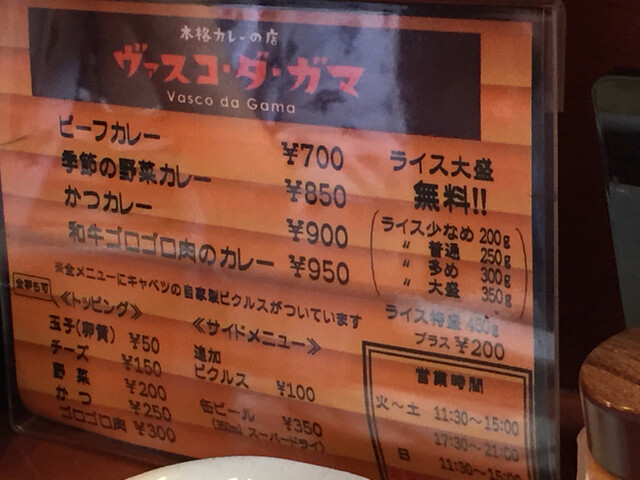 本格カレーの店
ヴァスコ・ダ・ガマ
Vasco da Gama
ビーフカレー ¥700
季節の野菜カレー ¥850
かつカレー ¥900
和牛ゴロゴロ肉のカレー ¥950
※全メニューにキャベツの自家製ピクルスがついています
ライス大盛
無料!!
ライス少なめ 200g
〃 普通 250g
〃 多め 300g
〃 大盛 350g
ライス特盛 450g
プラス ¥200
≪トッピング≫
玉子(卵黄) ¥50
チーズ ¥150
野菜 ¥200
かつ ¥250
ゴロゴロ肉 ¥300
≪サイドメニュー≫
追加
ピクルス ¥100
缶ビール ¥350
(350ml スーパードライ)
営業時間
火〜土 11:30〜15:00
17:30〜21:00
日 11:30〜15:00